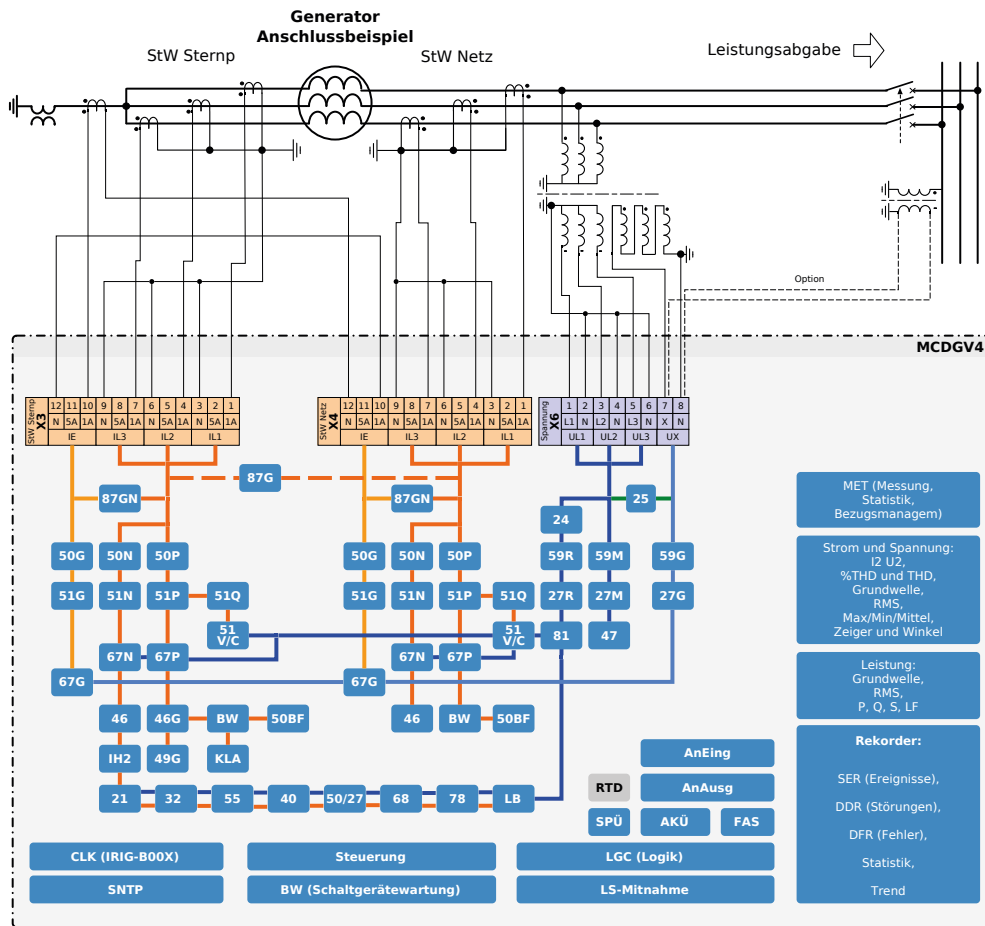 Generator
Anschlussbeispiel
StW Sternp
StW Netz
Leistungsabgabe
Option
MCDGV4
StW Sternp
X3
12 11 10 9 8 7 6 5 4 3 2 1
N 5A 1A N 5A 1A N 5A 1A N 5A 1A
IE IL3 IL2 IL1
StW Netz
X4
12 11 10 9 8 7 6 5 4 3 2 1
N 5A 1A N 5A 1A N 5A 1A N 5A 1A
IE IL3 IL2 IL1
Spannung
X6
1 2 3 4 5 6 7 8
L1 N L2 N L3 N X N
UL1 UL2 UL3 UX
87G
87GN 87GN 25
24
50G 50N 50P 50G 50N 50P 59R 59M 59G
51G 51N 51P 51Q 51G 51N 51P 51Q 27R 27M 27G
51
V/C
51
V/C
81 47
67N 67P 67N 67P
67G 67G
46 46G BW 50BF 46 BW 50BF
IH2 49G KLA
21 32 55 40 50/27 68 78 LB
AnEing
RTD AnAusg
SPÜ AKÜ FAS
CLK (IRIG-B00X) Steuerung LGC (Logik)
SNTP BW (Schaltgerätewartung) LS-Mitnahme
MET (Messung,
Statistik,
Bezugsmanagem)
Strom und Spannung:
I2 U2,
%THD und THD,
Grundwelle,
RMS,
Max/Min/Mittel,
Zeiger und Winkel
Leistung:
Grundwelle,
RMS,
P, Q, S, LF
Rekorder:
SER (Ereignisse),
DDR (Störungen),
DFR (Fehler),
Statistik,
Trend